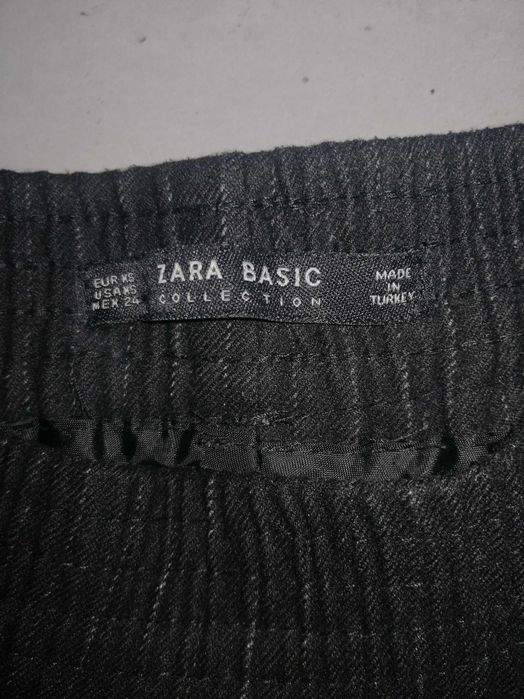 EUR XS
USA XS
MEX 24
ZARA BASIC
COLLECTION
MADE
IN
TURKEY